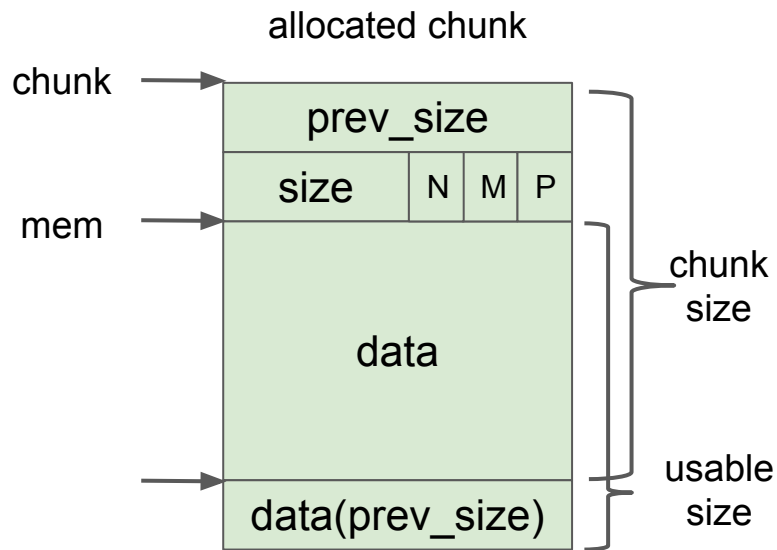 allocated chunk
chunk
prev_size
size N M P
mem
chunk
size
data
usable
size
data(prev_size)